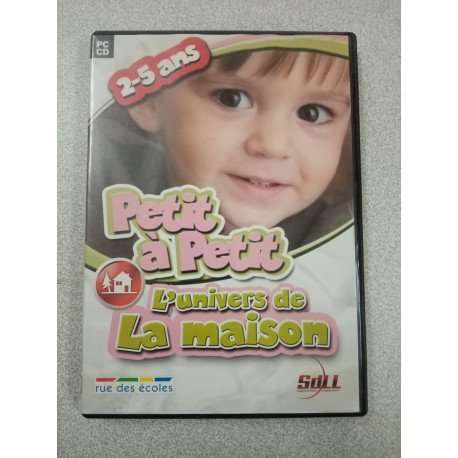 PC
CD
2-5 ans
Petit
à Petit
L'univers de
La maison
rue des écoles
SdLL